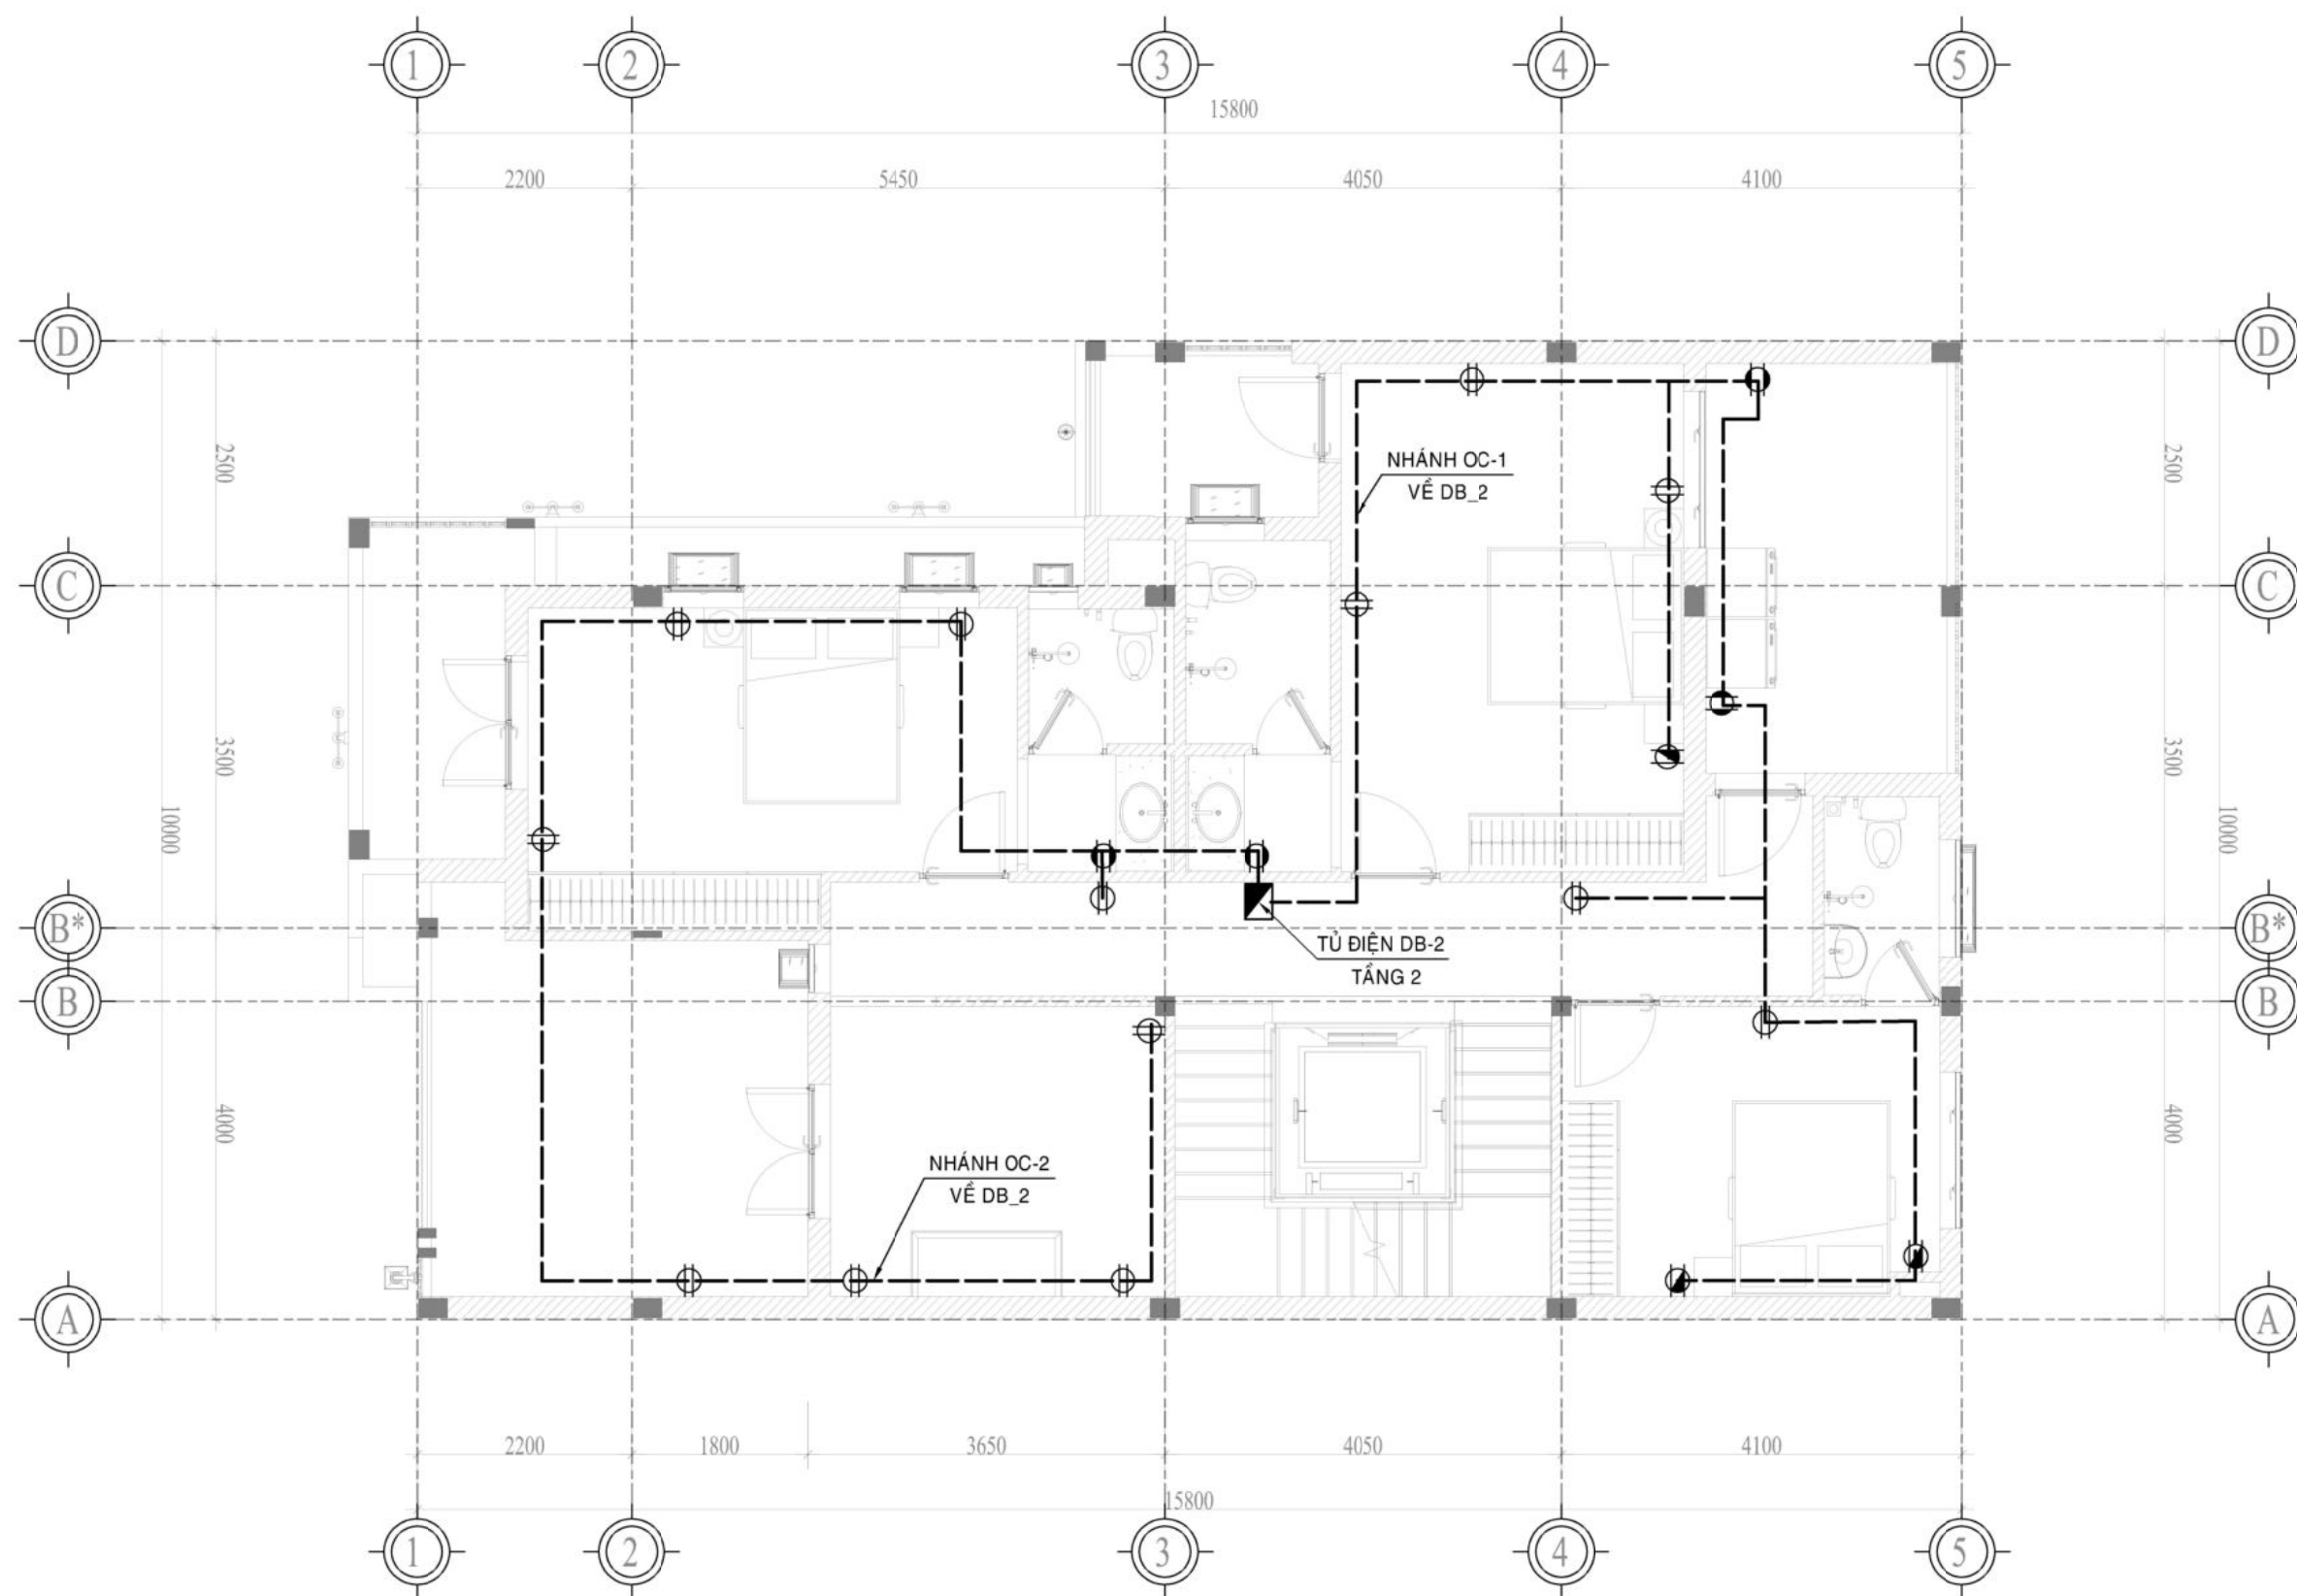 1 2 3 4 5
15800
2200 5450 4050 4100
D D
2500 2500
NHÁNH OC-1
VỀ DB_2
C C
3500 3500
10000 10000
B* B*
TỦ ĐIỆN DB-2
TẦNG 2
B B
4000 4000
NHÁNH OC-2
VỀ DB_2
A A
2200 1800 3650 4050 4100
15800
1 2 3 4 5